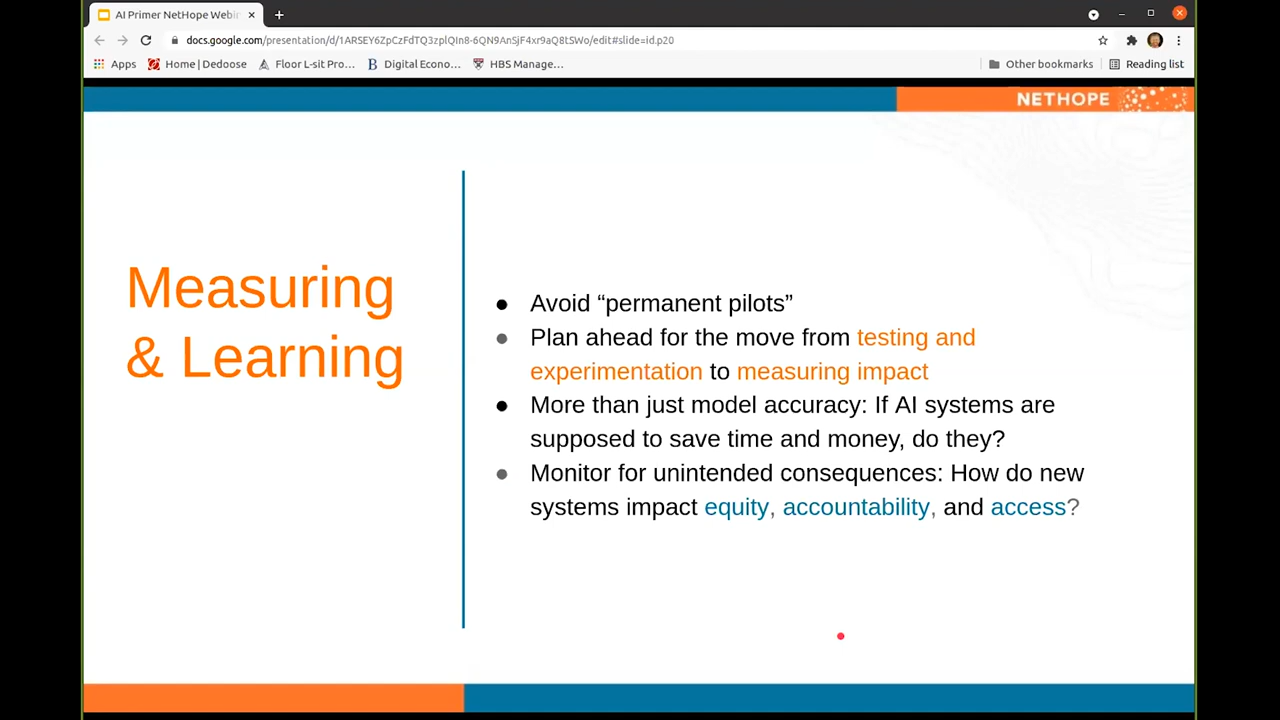 AI Primer NetHope Webin
docs.google.com/presentation/d/1ARSEY6ZpCzFdTQ3zplQIn8-6QN9AnSjF4xr9aQ8tSWo/edit#slide=id.p20
Apps Home | Dedoose Floor L-sit Pro... Digital Econo... HBS Manage... Other bookmarks Reading list
NETHOPE
Measuring
& Learning
● Avoid “permanent pilots”
● Plan ahead for the move from testing and
experimentation to measuring impact
● More than just model accuracy: If AI systems are
supposed to save time and money, do they?
● Monitor for unintended consequences: How do new
systems impact equity, accountability, and access?